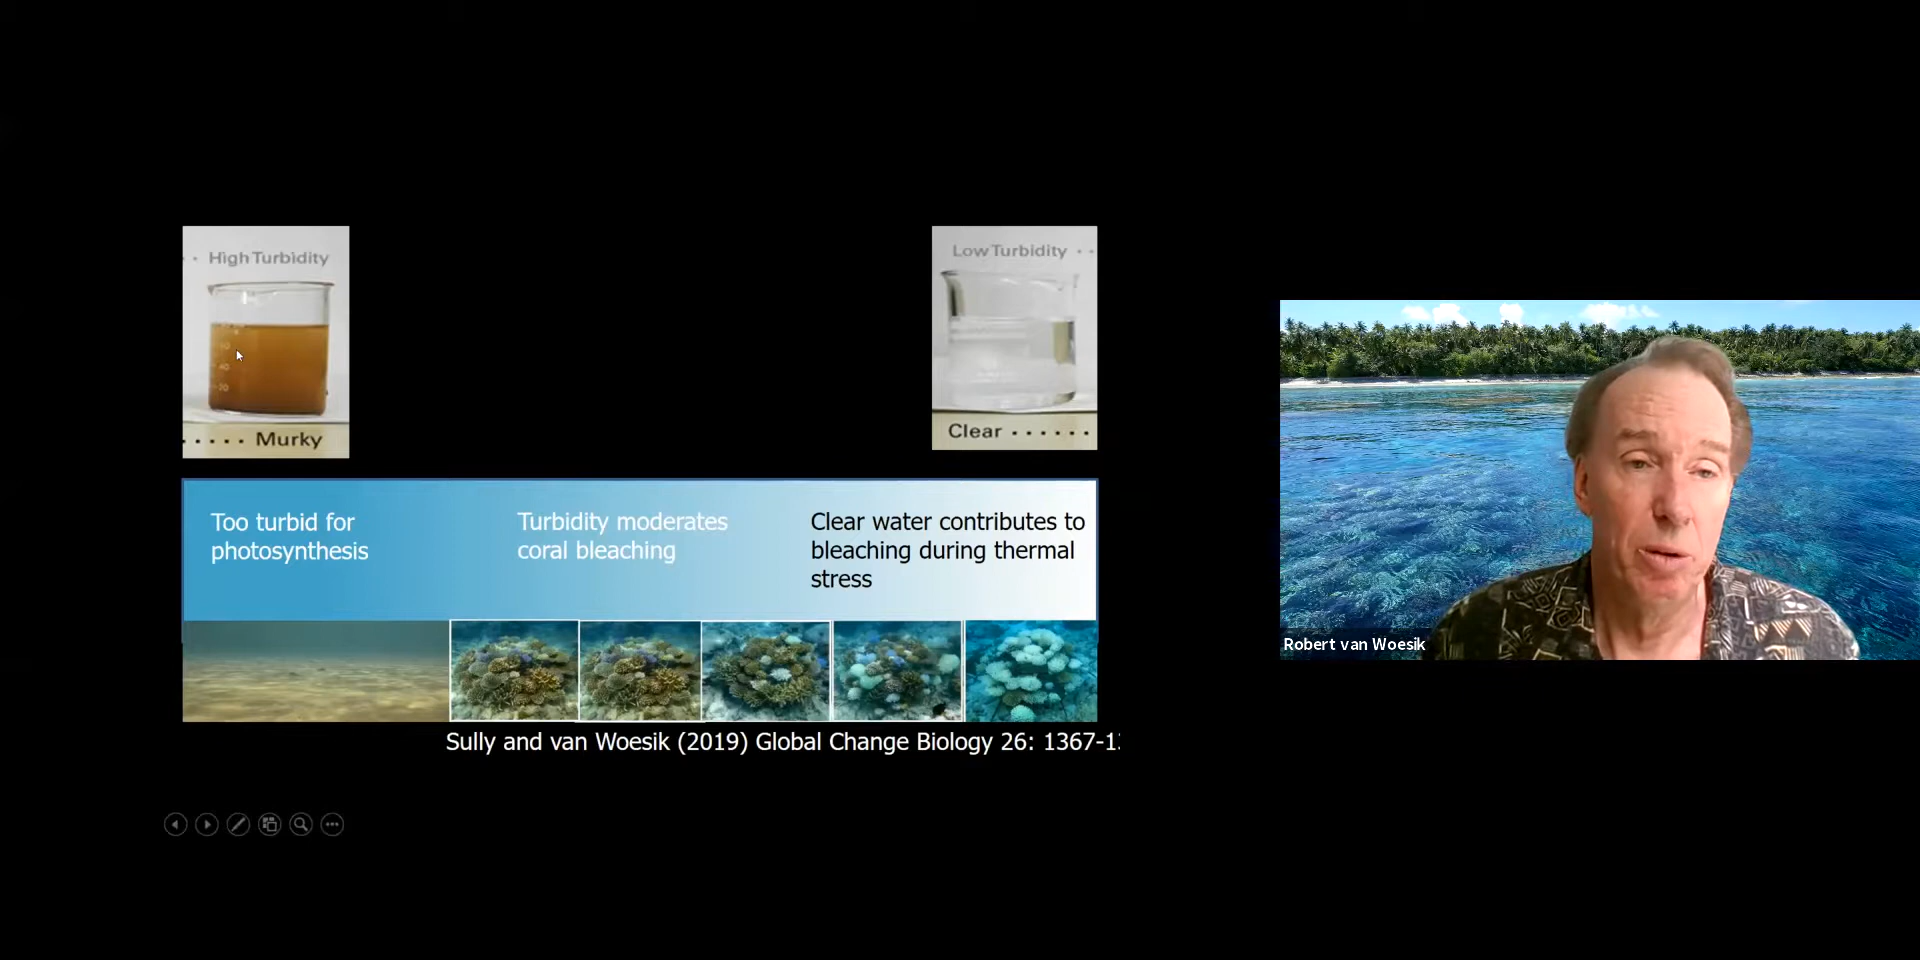 High Turbidity
Murky
Low Turbidity
Clear
Too turbid for
photosynthesis
Turbidity moderates
coral bleaching
Clear water contributes to
bleaching during thermal
stress
Sully and van Woesik (2019) Global Change Biology 26: 1367-1
Robert van Woesik